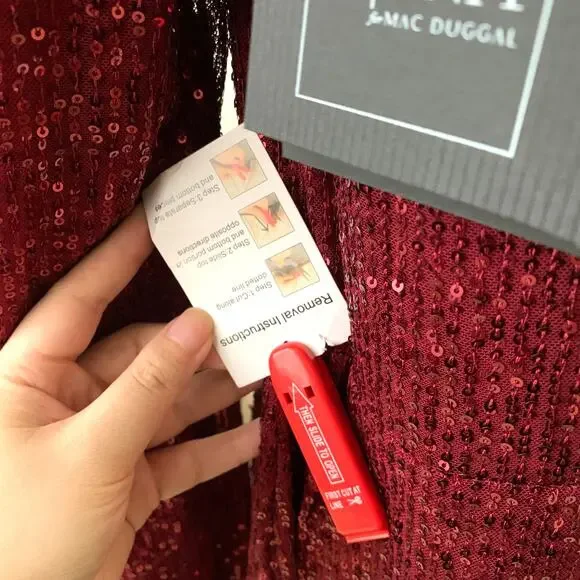 for MAC DUGGAL
Removal Instructions
Step 1:Cut along
dotted line
Step 2:Slide top
and bottom portion in
opposite directions
Step 3:Separate top
and bottom pieces
THEN SLIDE TO OPEN
FIRST CUT AT
LINE